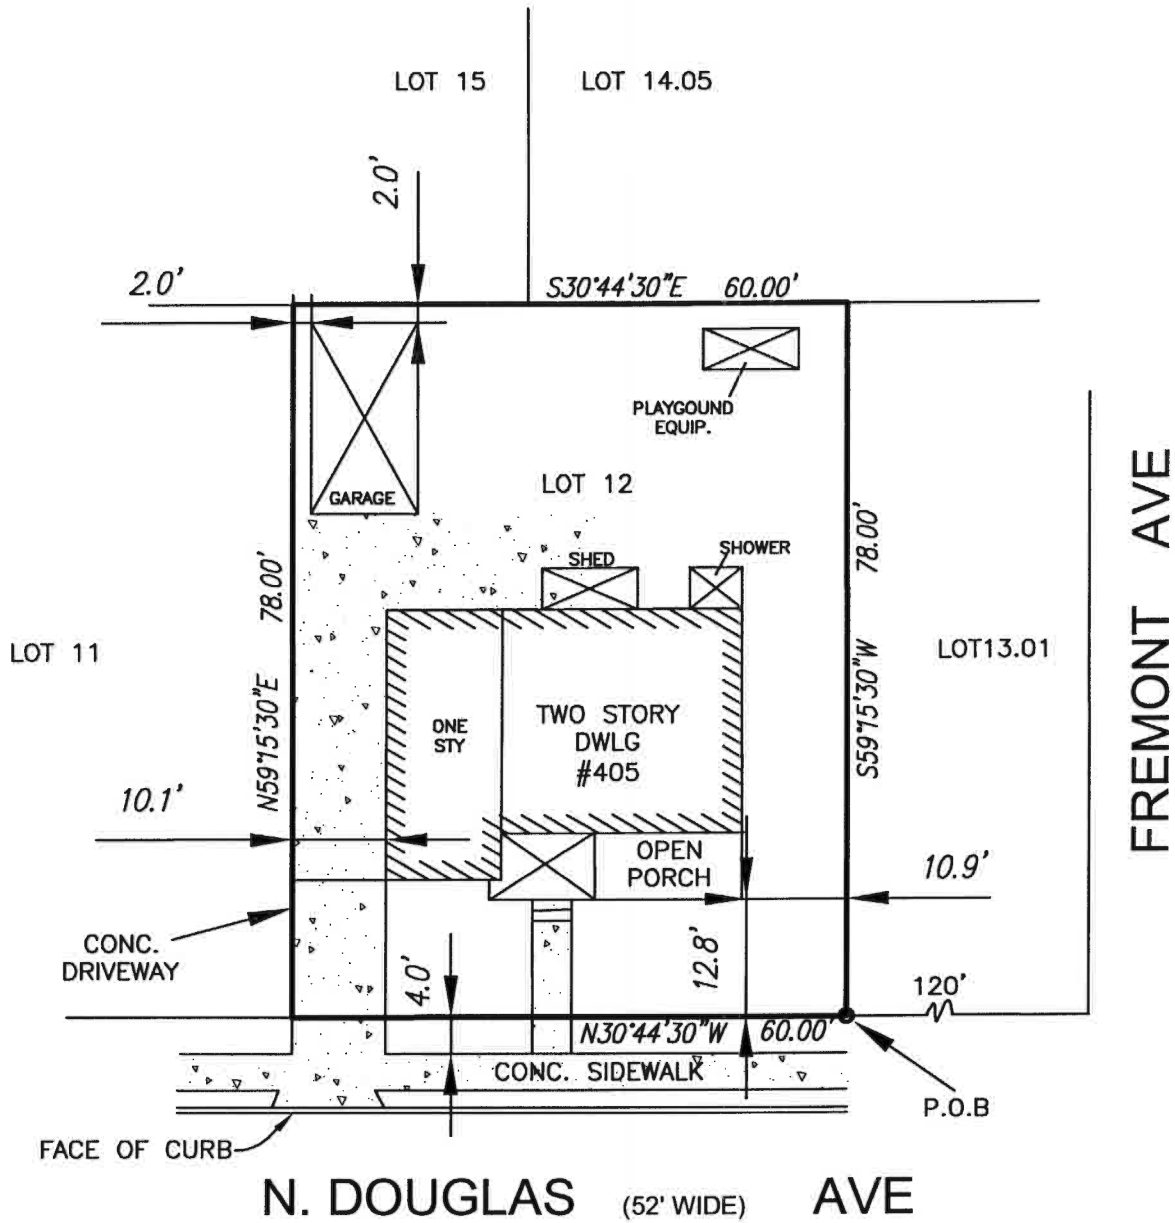 LOT 15
LOT 14.05
2.0'
2.0'
S30°44'30"E 60.00'
PLAYGOUND
EQUIP.
GARAGE
LOT 12
SHED
SHOWER
78.00'
N59°15'30"E
78.00'
S59°15'30"W
LOT 11
LOT13.01
FREMONT AVE
ONE
STY
TWO STORY
DWLG
#405
10.1'
OPEN
PORCH
10.9'
CONC.
DRIVEWAY
4.0'
12.8'
120'
N30°44'30"W 60.00'
CONC. SIDEWALK
P.O.B
FACE OF CURB
N. DOUGLAS (52' WIDE) AVE